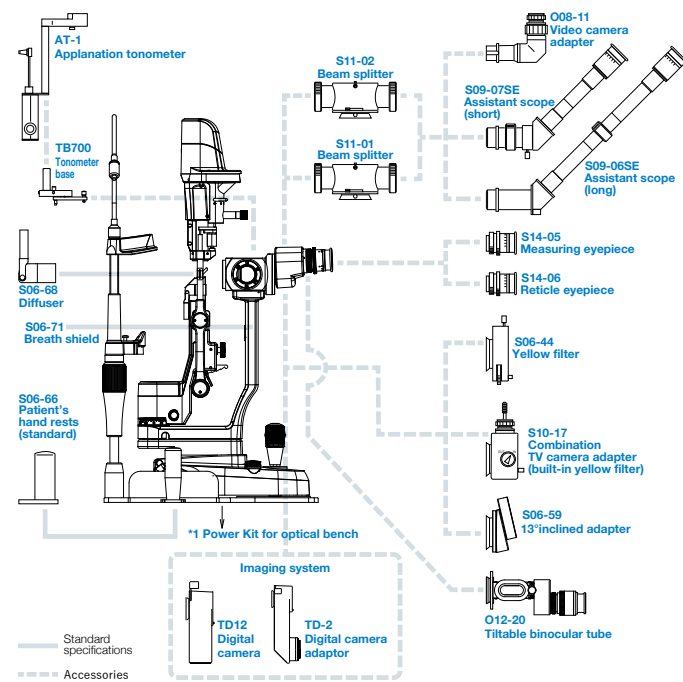 AT-1
Applanation tonometer
TB700
Tonometer
base
S06-68
Diffuser
S06-71
Breath shield
S06-66
Patient's
hand rests
(standard)
S11-02
Beam splitter
S11-01
Beam splitter
O08-11
Video camera
adapter
S09-07SE
Assistant scope
(short)
S09-06SE
Assistant scope
(long)
S14-05
Measuring eyepiece
S14-06
Reticle eyepiece
S06-44
Yellow filter
S10-17
Combination
TV camera adapter
(built-in yellow filter)
S06-59
13°inclined adapter
O12-20
Tiltable binocular tube
*1 Power Kit for optical bench
Imaging system
TD12
Digital
camera
TD-2
Digital camera
adaptor
Standard
specifications
Accessories